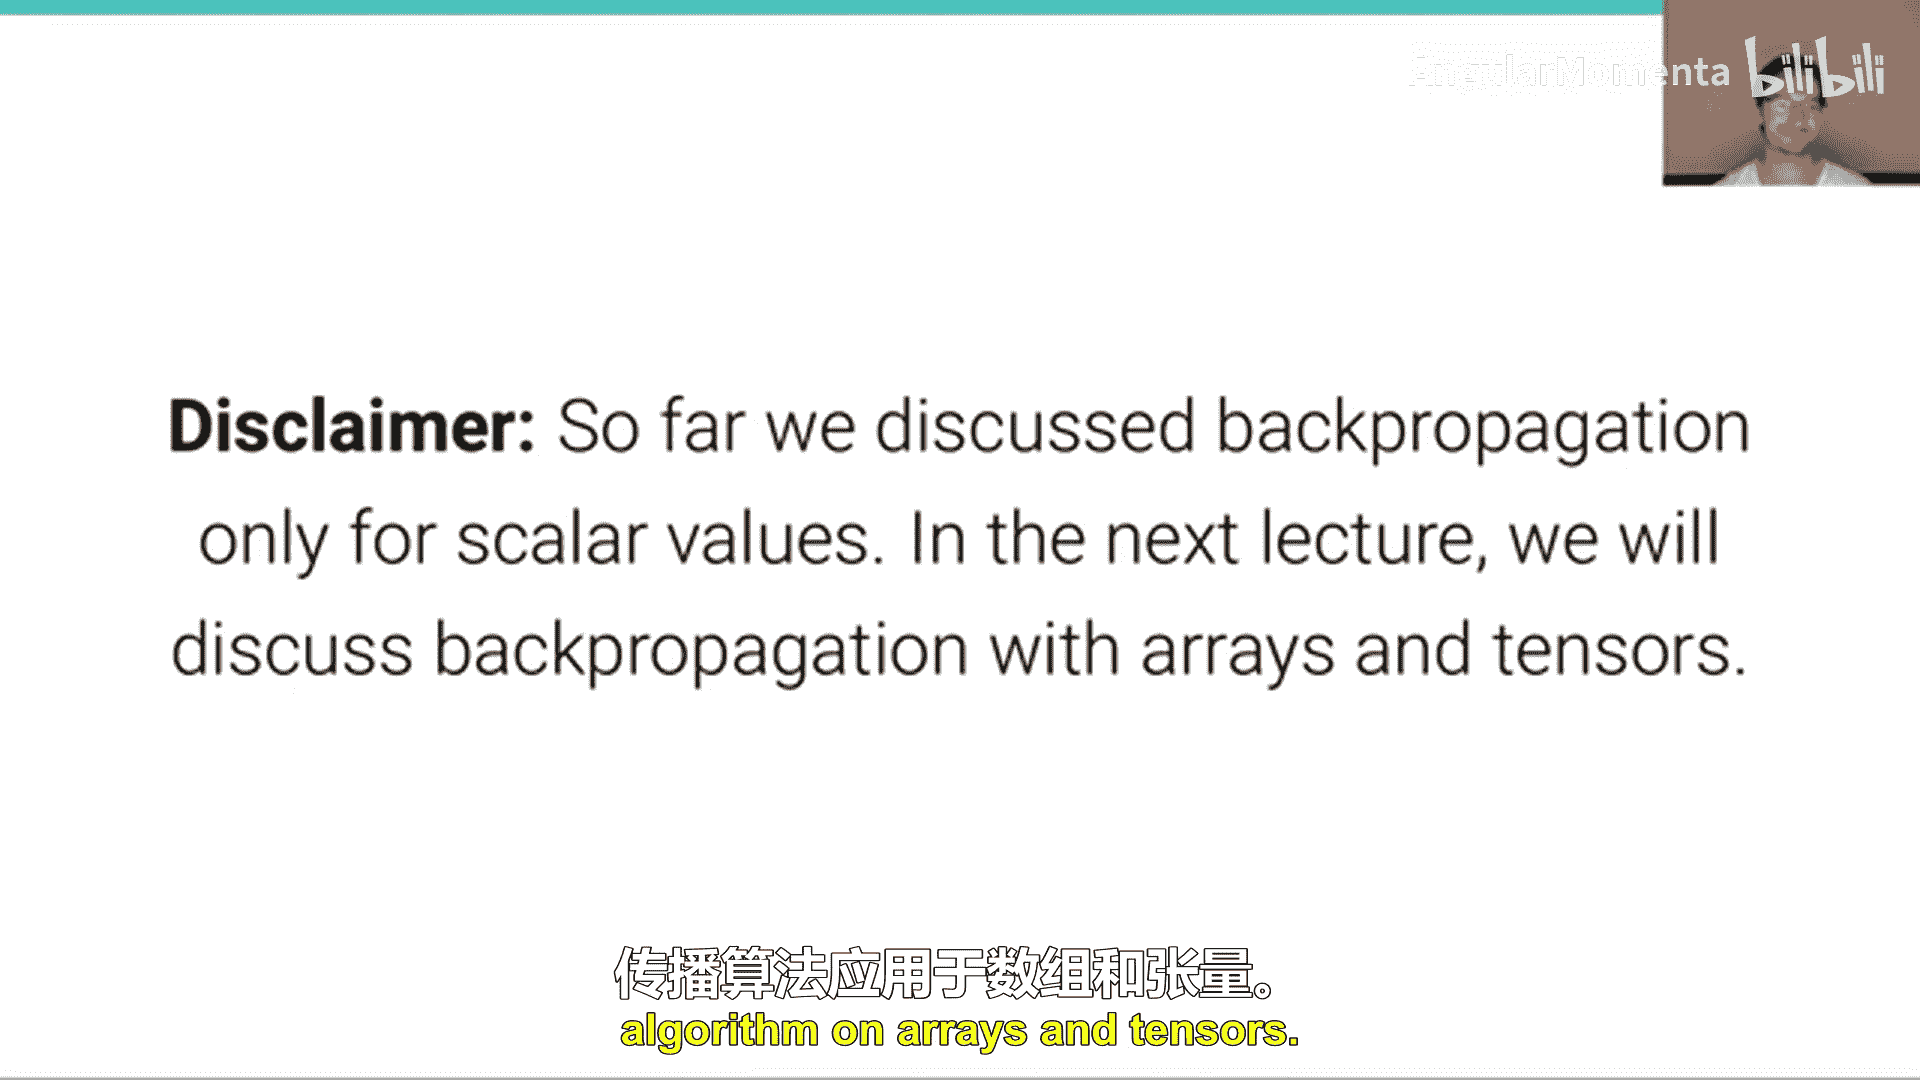 EngularMomenta bilibili
Disclaimer: So far we discussed backpropagation
only for scalar values. In the next lecture, we will
discuss backpropagation with arrays and tensors.
传播算法应用于数组和张量。
algorithm on arrays and tensors.